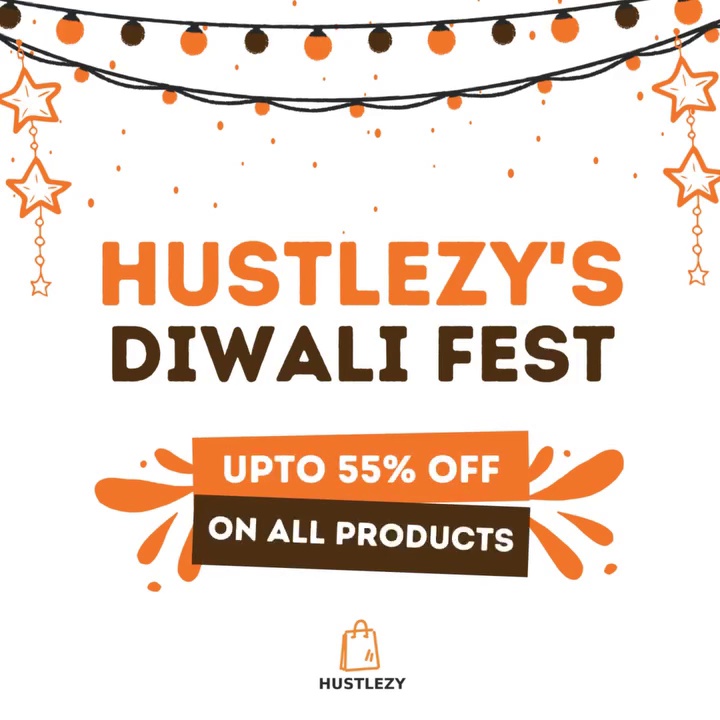 HUSTLEZY'S
DIWALI FEST
UPTO 55% OFF
ON ALL PRODUCTS
HUSTLEZY